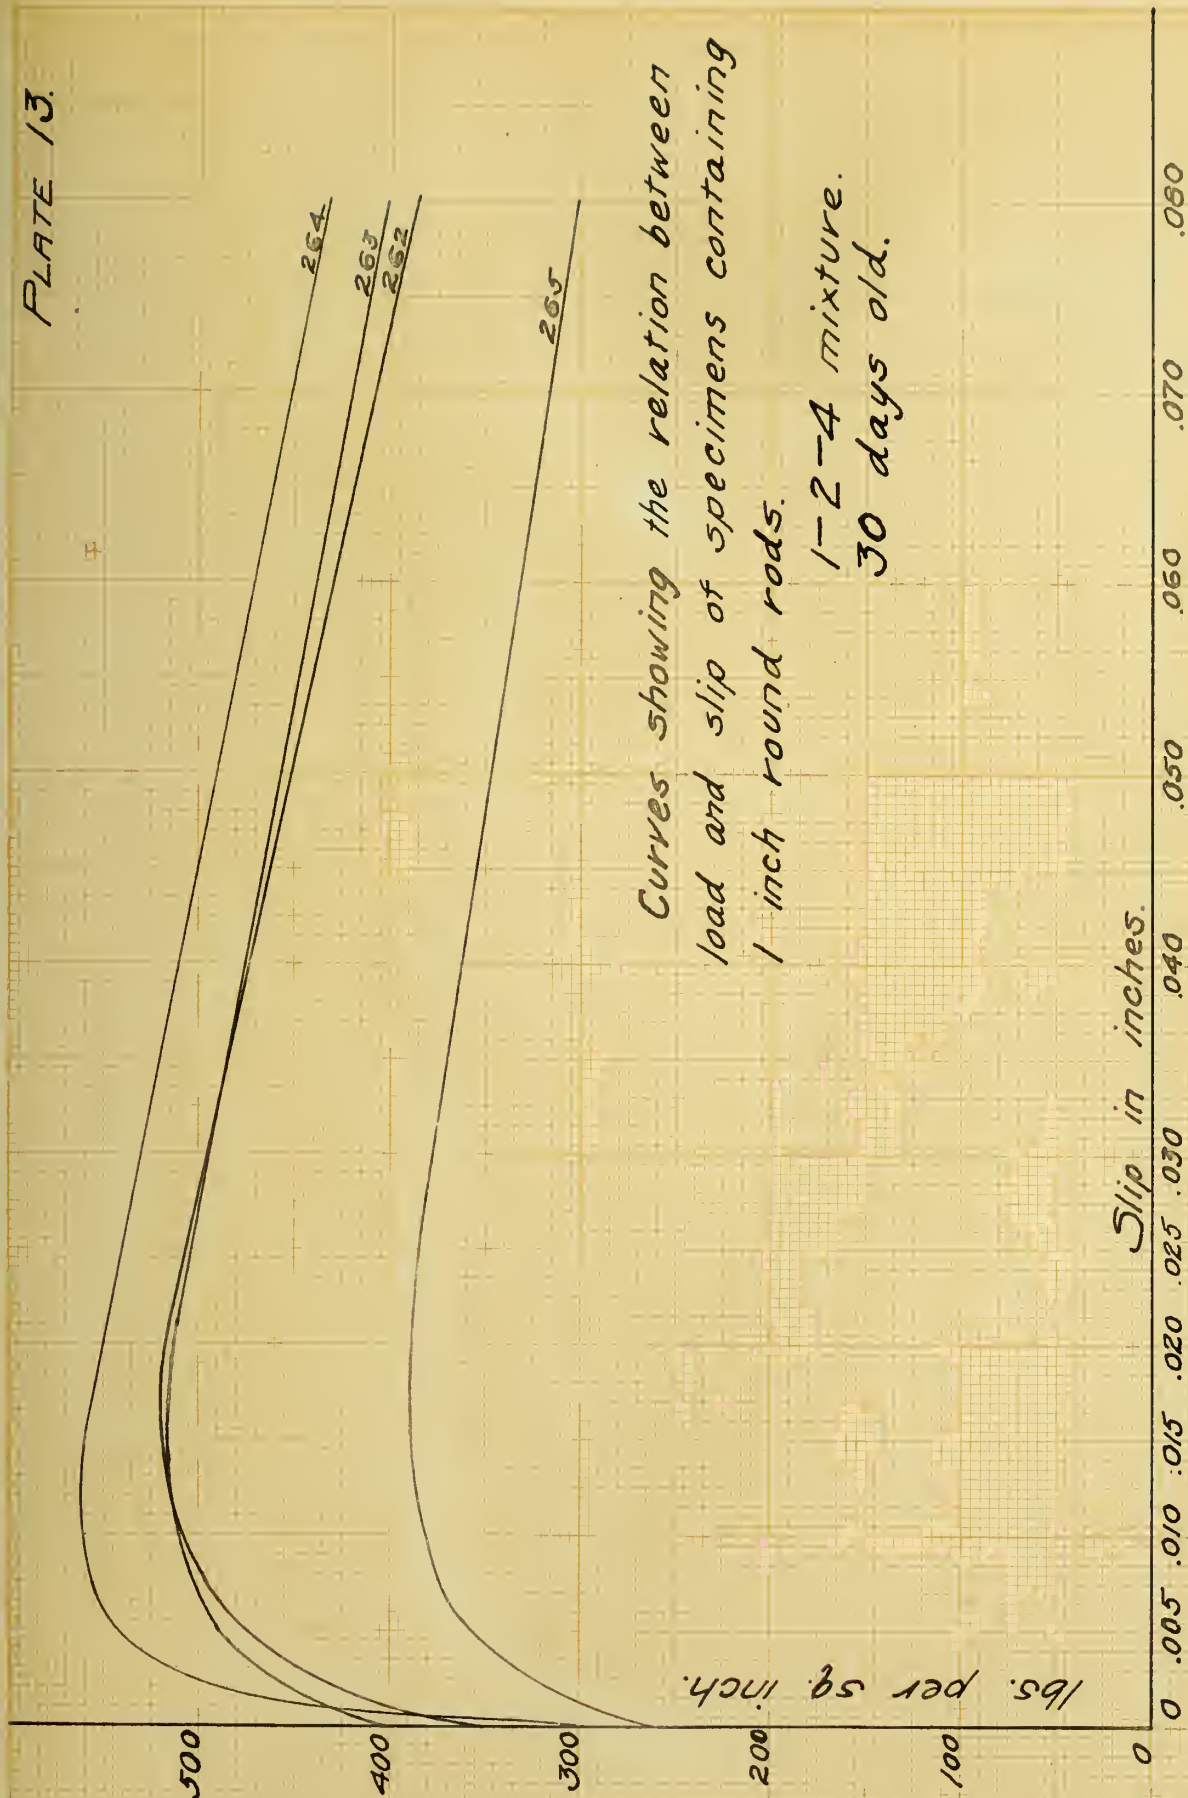 PLATE 13.
264
263
262
265
Curves showing the relation between
load and slip of specimens containing
1 inch round rods.
1-2-4 mixture.
30 days old.
lbs. per sq. inch.
500
400
300
200
100
0
Slip in inches.
0 .005 .010 .015 .020 .025 .030 .040 .050 .060 .070 .080